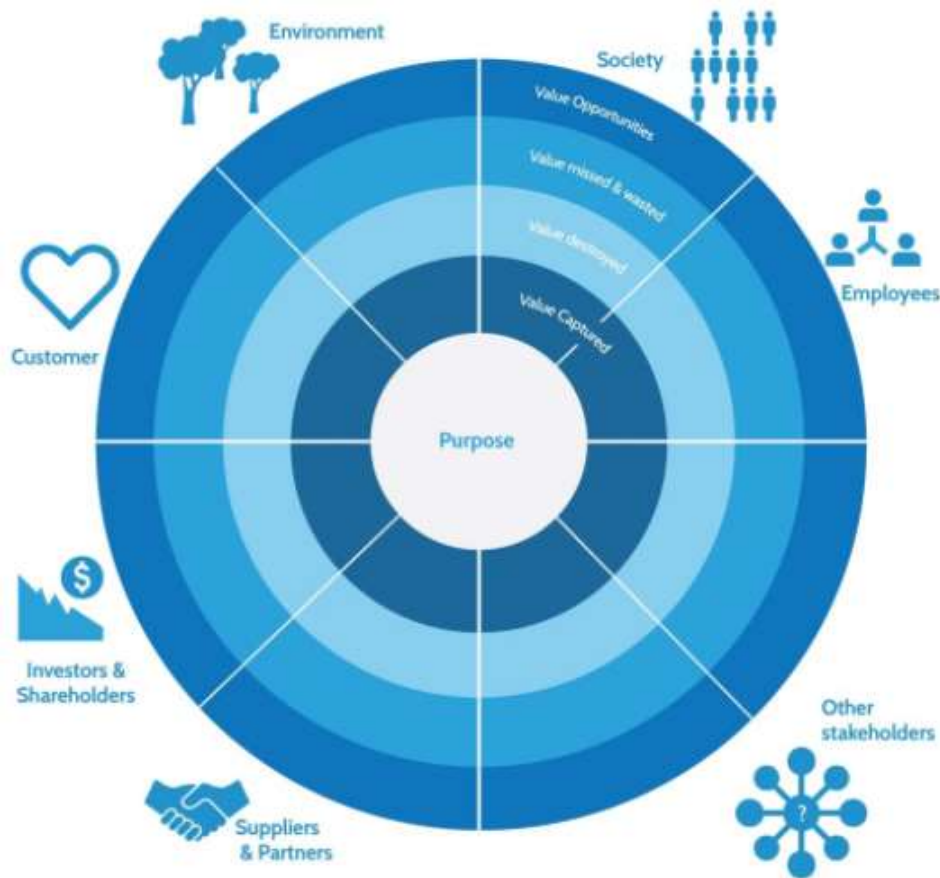 Environment
Society
Value Opportunities
Value missed & wasted
Value destroyed
Value Captured
Employees
Customer
Purpose
$
Investors &
Shareholders
Other
stakeholders
?
Suppliers
& Partners